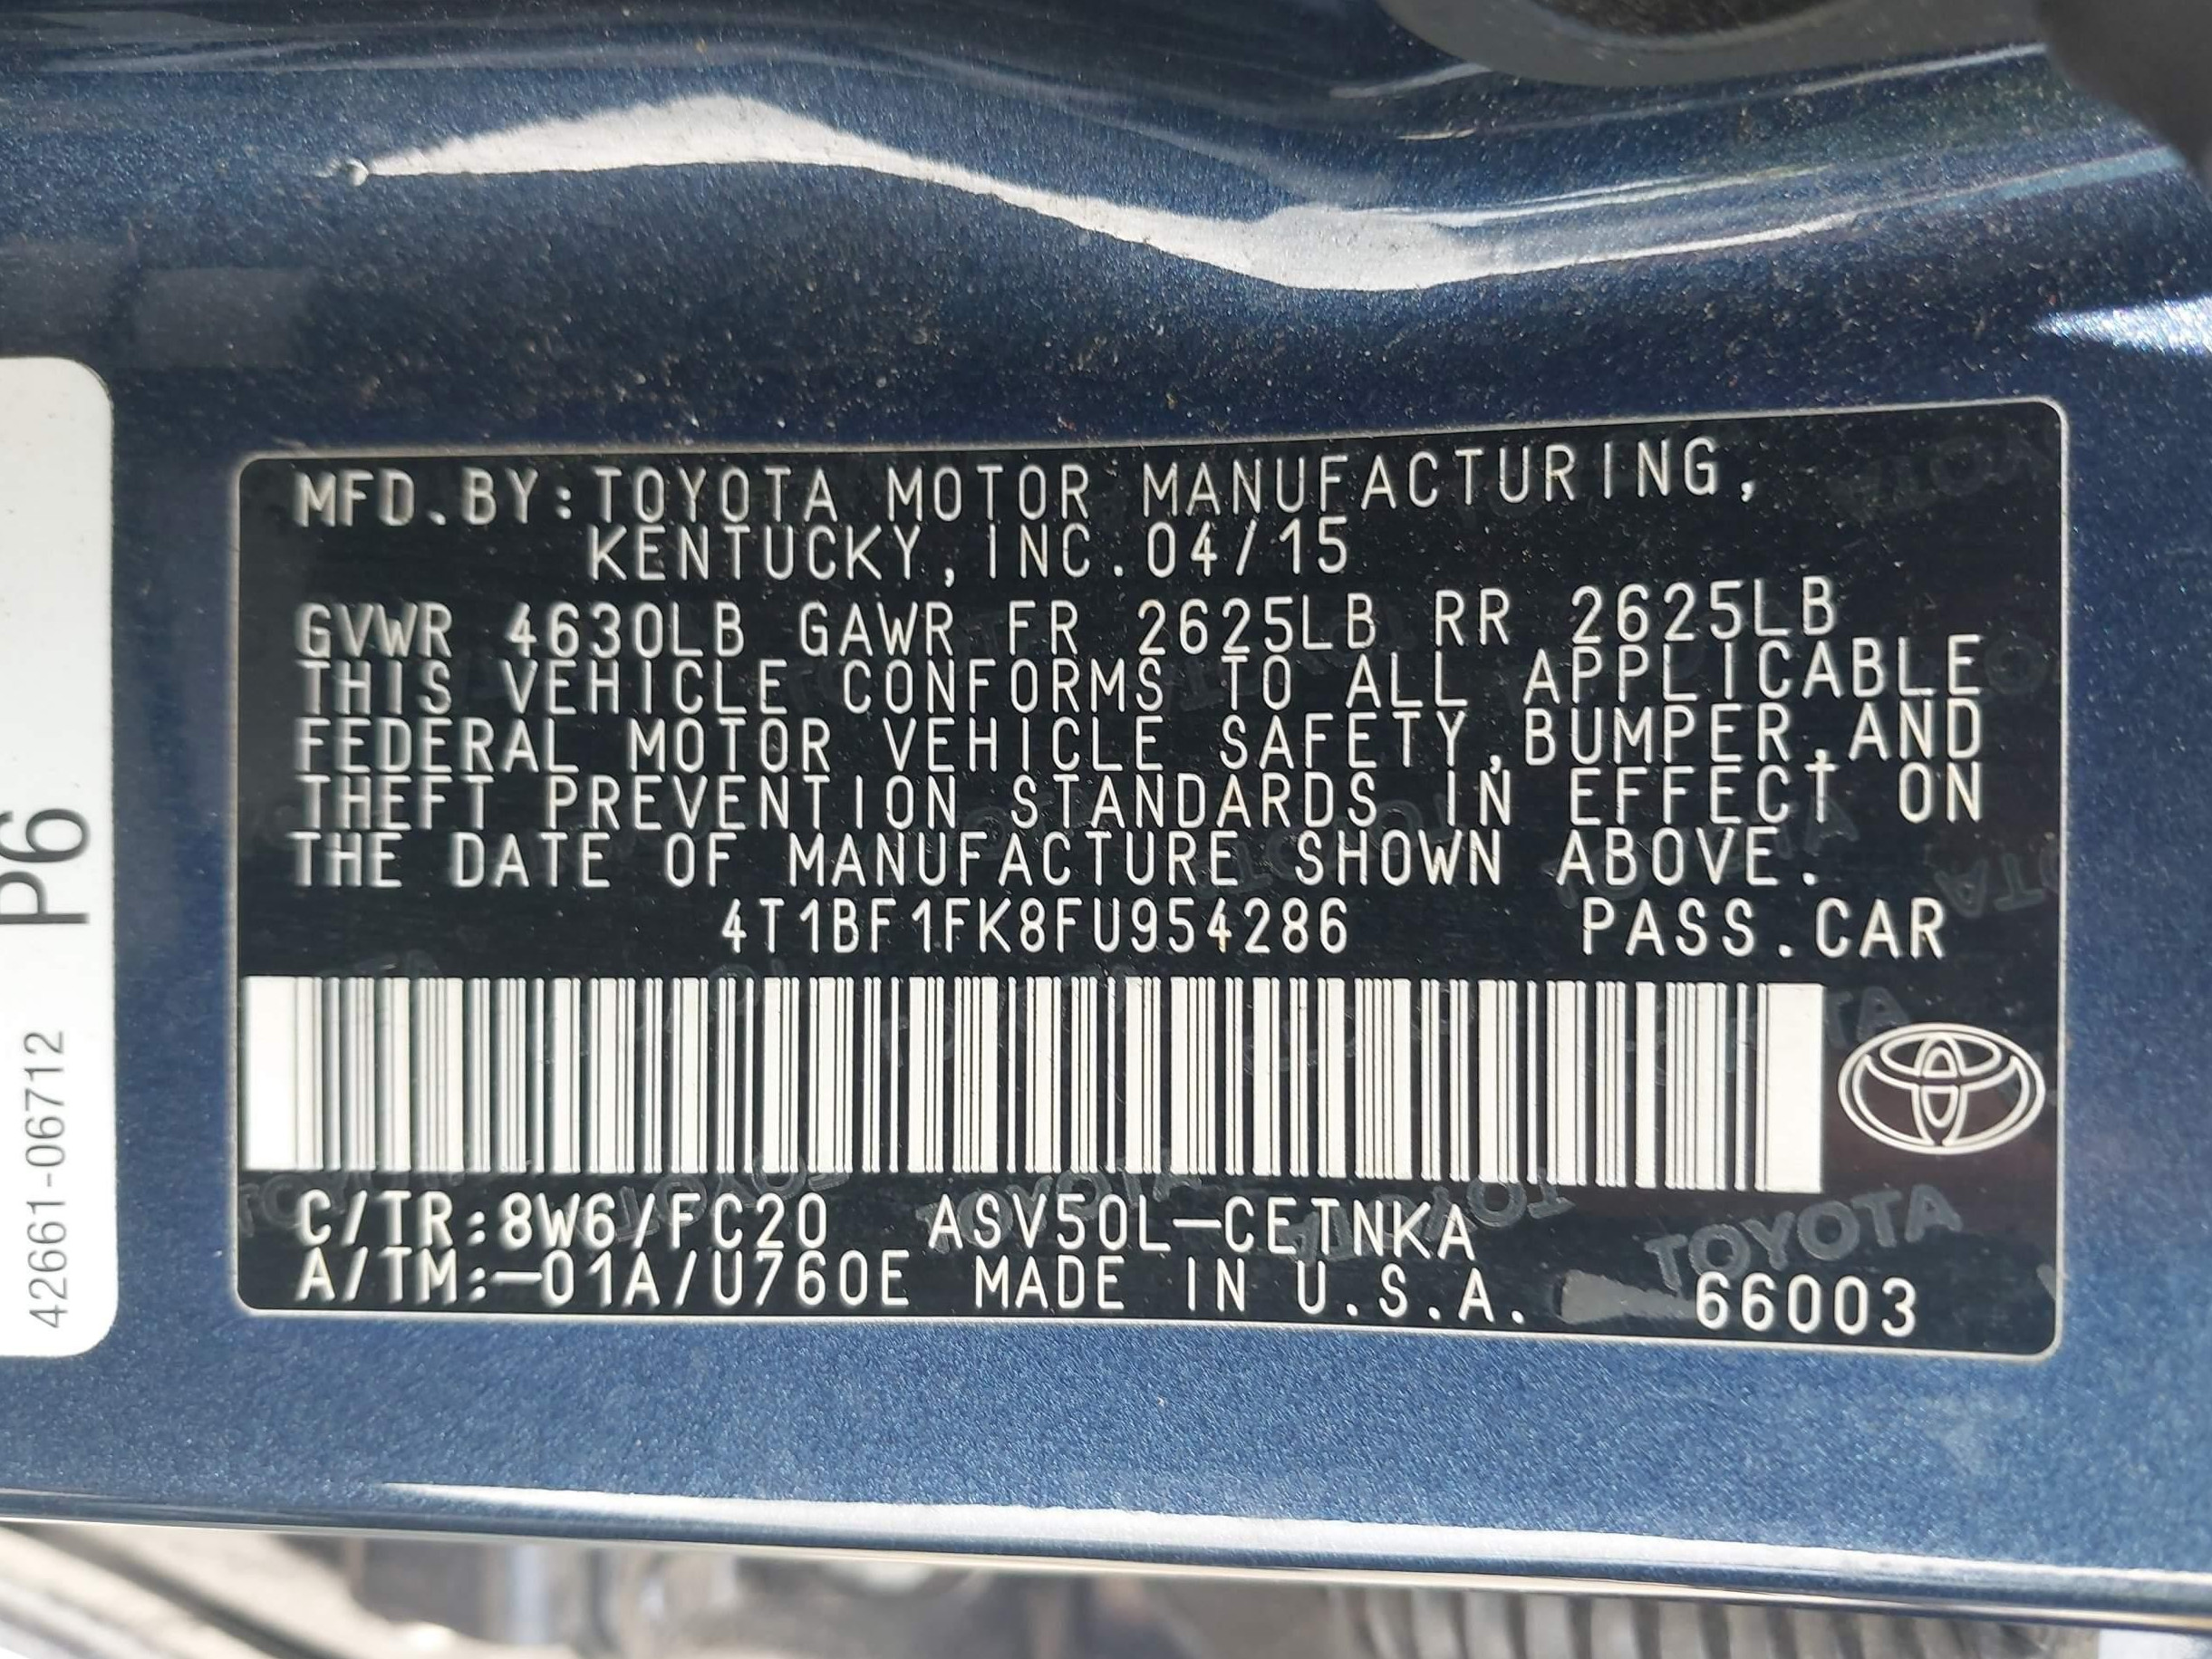 MFD.BY:TOYOTA MOTOR MANUFACTURING,
KENTUCKY, INC.04/15
GVWR 4630LB GAWR FR 2625LB RR 2625LB
THIS VEHICLE CONFORMS TO ALL APPLICABLE
FEDERAL MOTOR VEHICLE SAFETY,BUMPER,AND
THEFT PREVENTION STANDARDS IN EFFECT ON
THE DATE OF MANUFACTURE SHOWN ABOVE.
4T1BF1FK8FU954286 PASS.CAR
C/TR:8W6/FC20 ASV50L-CETNKA
A/TM:-01A/U760E MADE IN U.S.A. 66003
TOYOTA
P6
42661-06712